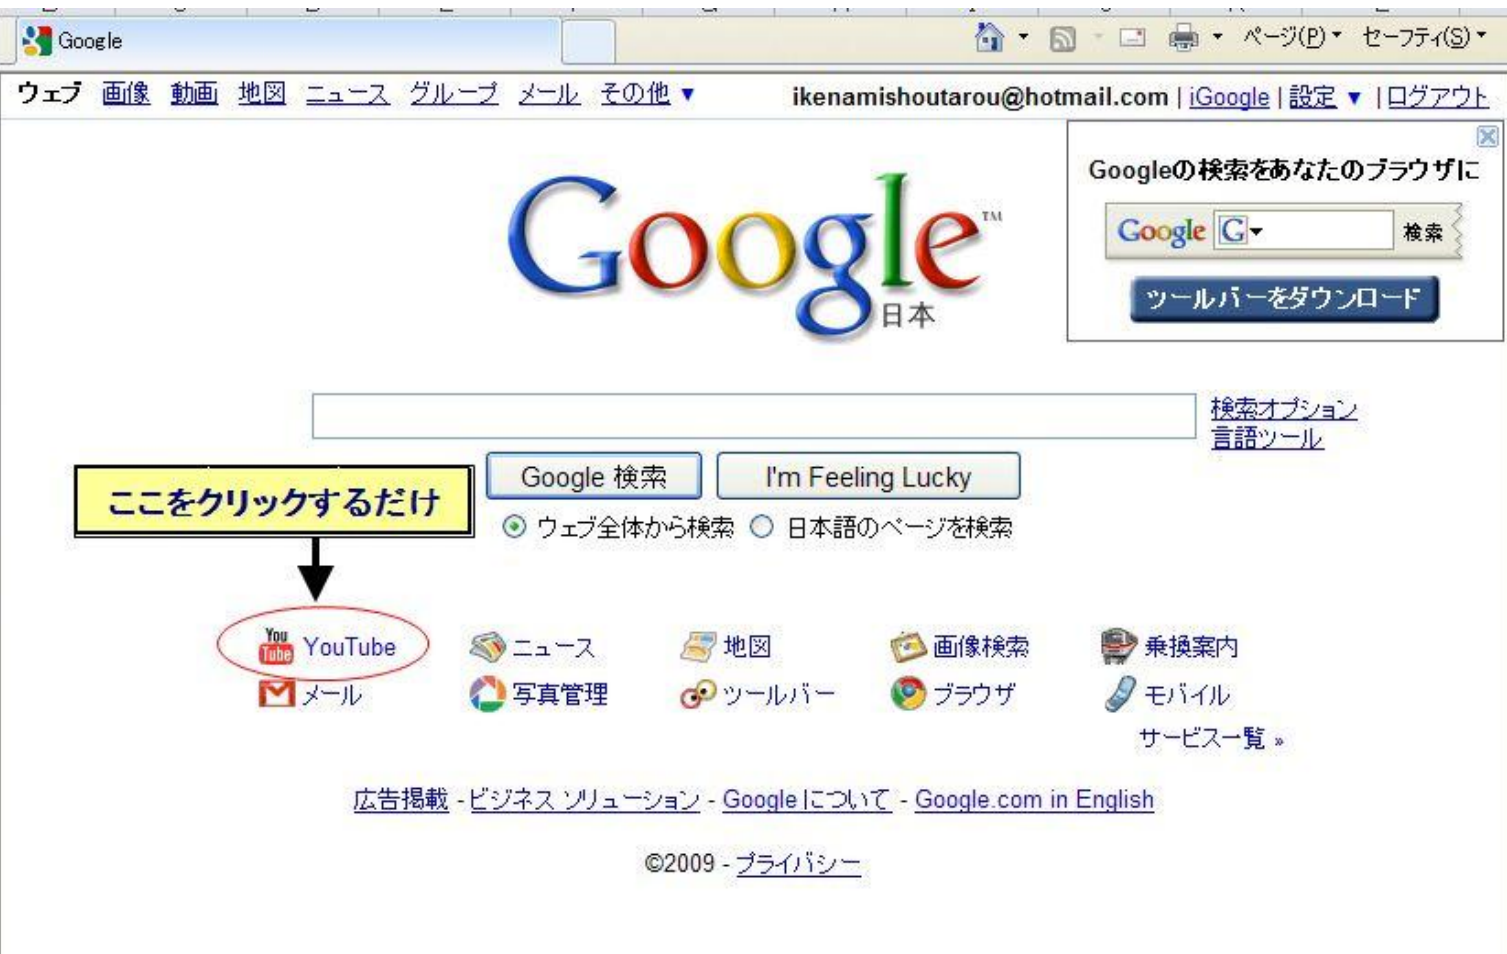 Google
ページ(P) セーフティ(S)
ウェブ 画像 動画 地図 ニュース グループ メール その他 ▼
ikenamishoutarou@hotmail.com | iGoogle | 設定 ▼ | ログアウト
Googleの検索をあなたのブラウザに
Google G 検索
ツールバーをダウンロード
Google™
日本
検索オプション
言語ツール
Google 検索 I'm Feeling Lucky
ここをクリックするだけ
ウェブ全体から検索 日本語のページを検索
You Tube YouTube ニュース 地図 画像検索 乗換案内
メール 写真管理 ツールバー ブラウザ モバイル
サービス一覧 »
広告掲載 - ビジネス ソリューション - Google について - Google.com in English
©2009 - プライバシー